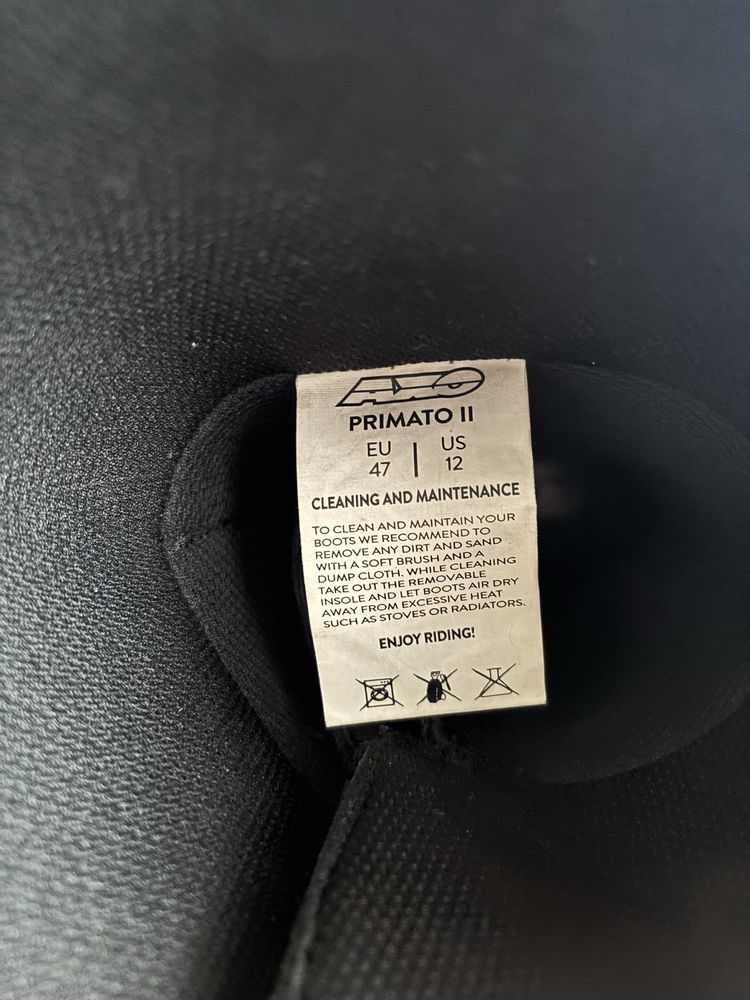 AXO
PRIMATO II
EU | US
47 | 12
CLEANING AND MAINTENANCE
TO CLEAN AND MAINTAIN YOUR
BOOTS WE RECOMMEND TO
REMOVE ANY DIRT AND SAND
WITH A SOFT BRUSH AND A
DUMP CLOTH. WHILE CLEANING
TAKE OUT THE REMOVABLE
INSOLE AND LET BOOTS AIR DRY
AWAY FROM EXCESSIVE HEAT
SUCH AS STOVES OR RADIATORS.
ENJOY RIDING!